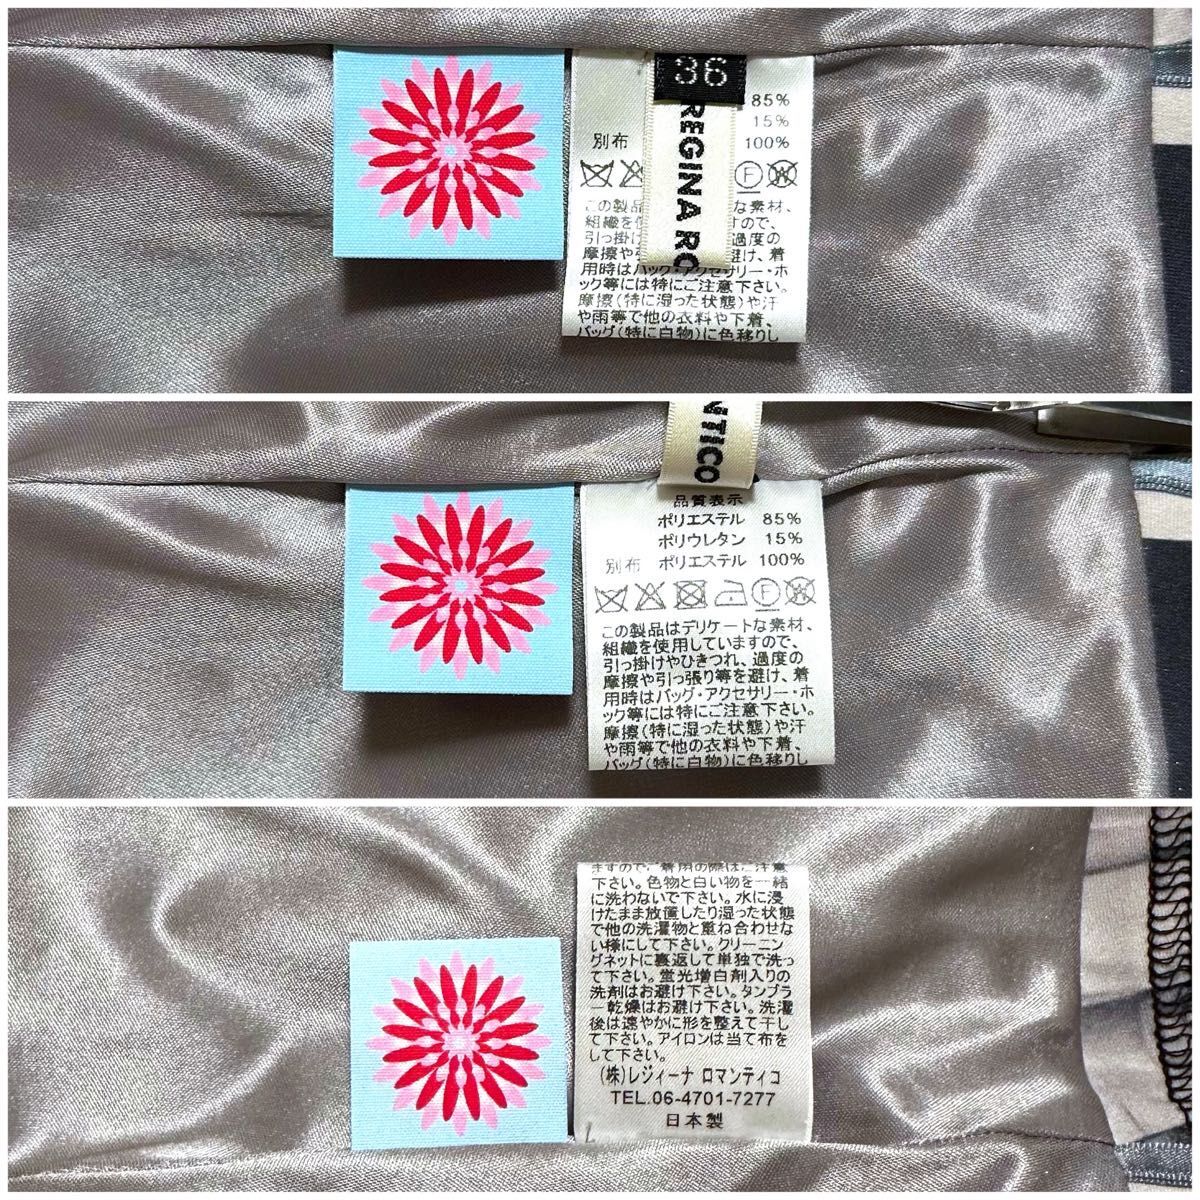 36
REGINA RO
85%
15%
別布 100%
F W
この製品 な素材、
組織を使 すので、
引っ掛け 過度の
摩擦や引 避け、着
用時はバッグ・アクセサリー・ホ
ック等には特にご注意下さい。
摩擦(特に湿った状態)や汗
や雨等で他の衣料や下着、
バッグ(特に白物)に色移りし
NTICO
品質表示
ポリエステル 85%
ポリウレタン 15%
別布 ポリエステル 100%
F W
この製品はデリケートな素材、
組織を使用していますので、
引っ掛けやひきつれ、過度の
摩擦や引っ張り等を避け、着
用時はバッグ・アクセサリー・ホ
ック等には特にご注意下さい。
摩擦(特に湿った状態)や汗
や雨等で他の衣料や下着、
バッグ(特に白物)に色移りし
ますので、着用の際はご注意
下さい。色物と白い物を一緒
に洗わないで下さい。水に浸
けたまま放置したり湿った状態
で他の洗濯物と重ね合わせな
い様にして下さい。クリーニン
グネットに裏返して単独で洗っ
て下さい。蛍光増白剤入りの
洗剤はお避け下さい。タンブラ
ー乾燥はお避け下さい。洗濯
後は速やかに形を整えて干し
て下さい。アイロンは当て布を
して下さい。
(株)レジィーナ ロマンティコ
TEL.06-4701-7277
日本製